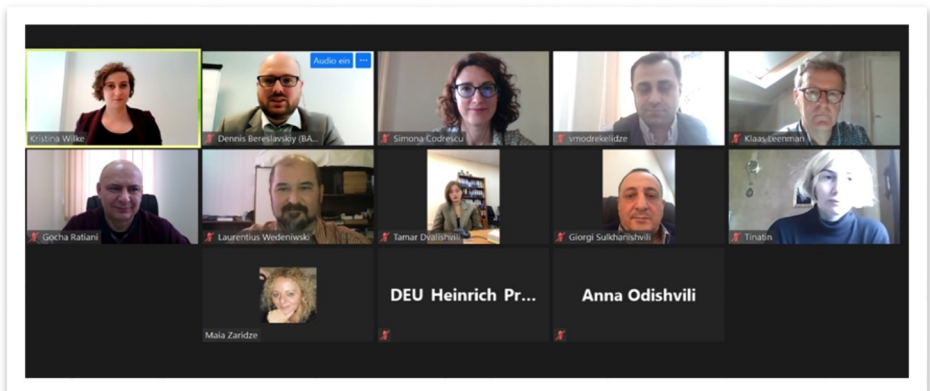 Kristina Wilke
Dennis Bereslavskiy (BA...
Audio ein
Simona Codrescu
vmodrekelidze
Klaas Leenman
Gocha Ratiani
Laurentius Wedeniwski
Tamar Dvalishvili
Giorgi Sulkhanishvili
Tinatin
Maia Zaridze
DEU Heinrich Pr...
Anna Odishvili